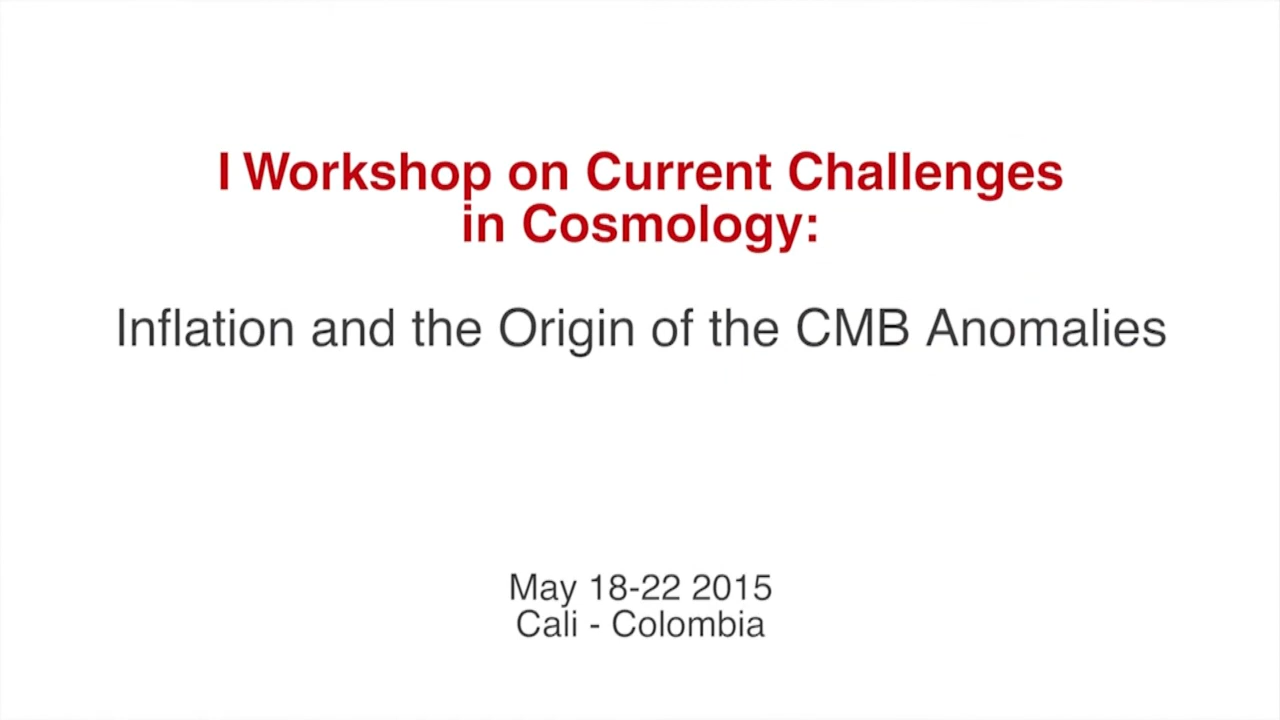 I Workshop on Current Challenges
in Cosmology:
Inflation and the Origin of the CMB Anomalies
May 18-22 2015
Cali - Colombia